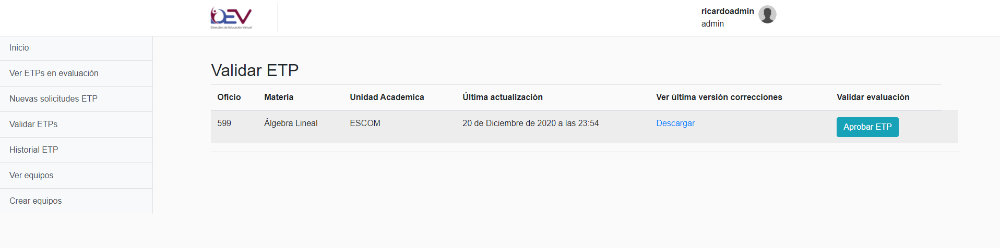 DEV
Dirección de Educación Virtual
ricardoadmin
admin
Inicio
Ver ETPs en evaluación
Nuevas solicitudes ETP
Validar ETPs
Historial ETP
Ver equipos
Crear equipos
Validar ETP
Oficio Materia Unidad Academica Última actualización Ver última versión correcciones Validar evaluación
599 Álgebra Lineal ESCOM 20 de Diciembre de 2020 a las 23:54 Descargar Aprobar ETP